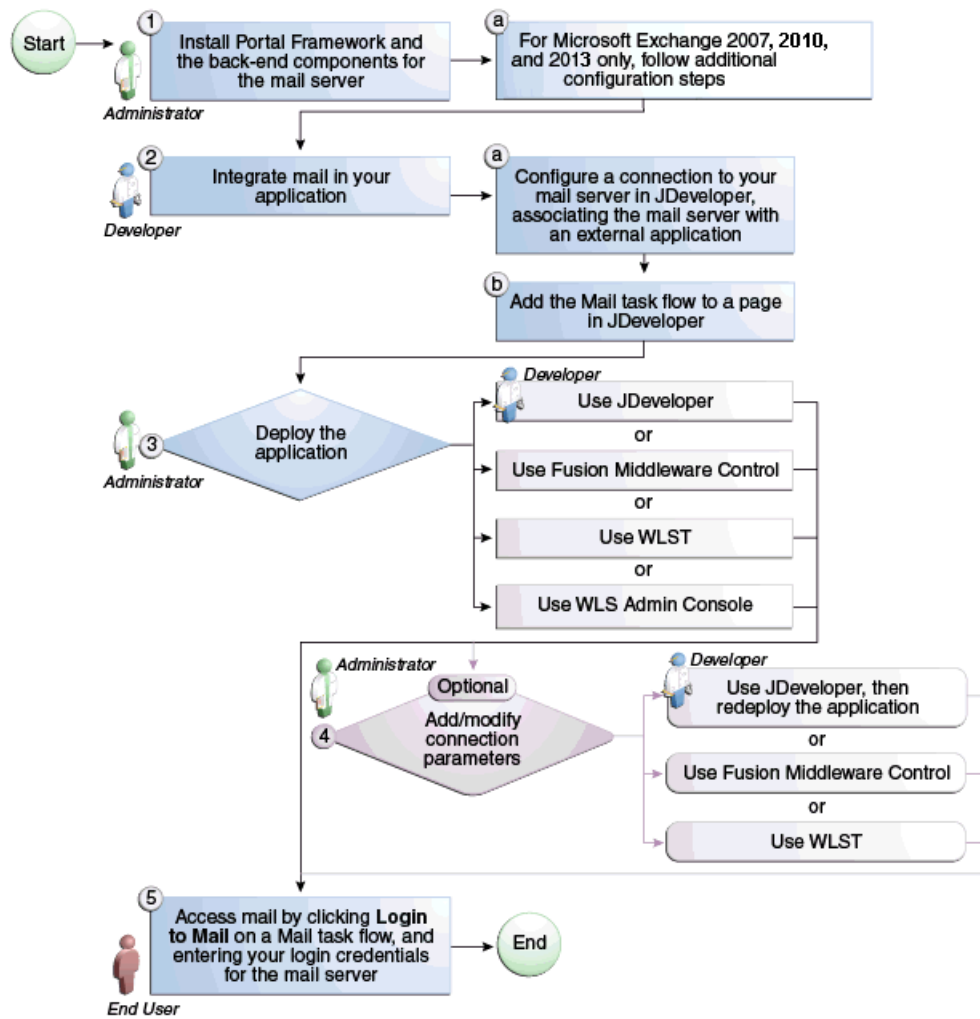 Start
1
Install Portal Framework and
the back-end components for
the mail server
Administrator
a
For Microsoft Exchange 2007, 2010,
and 2013 only, follow additional
configuration steps
2
Integrate mail in your
application
Developer
a
Configure a connection to your
mail server in JDeveloper,
associating the mail server with
an external application
b
Add the Mail task flow to a page
in JDeveloper
3
Deploy the
application
Administrator
Developer
Use JDeveloper
or
Use Fusion Middleware Control
or
Use WLST
or
Use WLS Admin Console
Administrator
Optional
4
Add/modify
connection
parameters
Developer
Use JDeveloper, then
redeploy the application
or
Use Fusion Middleware Control
or
Use WLST
5
Access mail by clicking Login
to Mail on a Mail task flow, and
entering your login credentials
for the mail server
End User
End